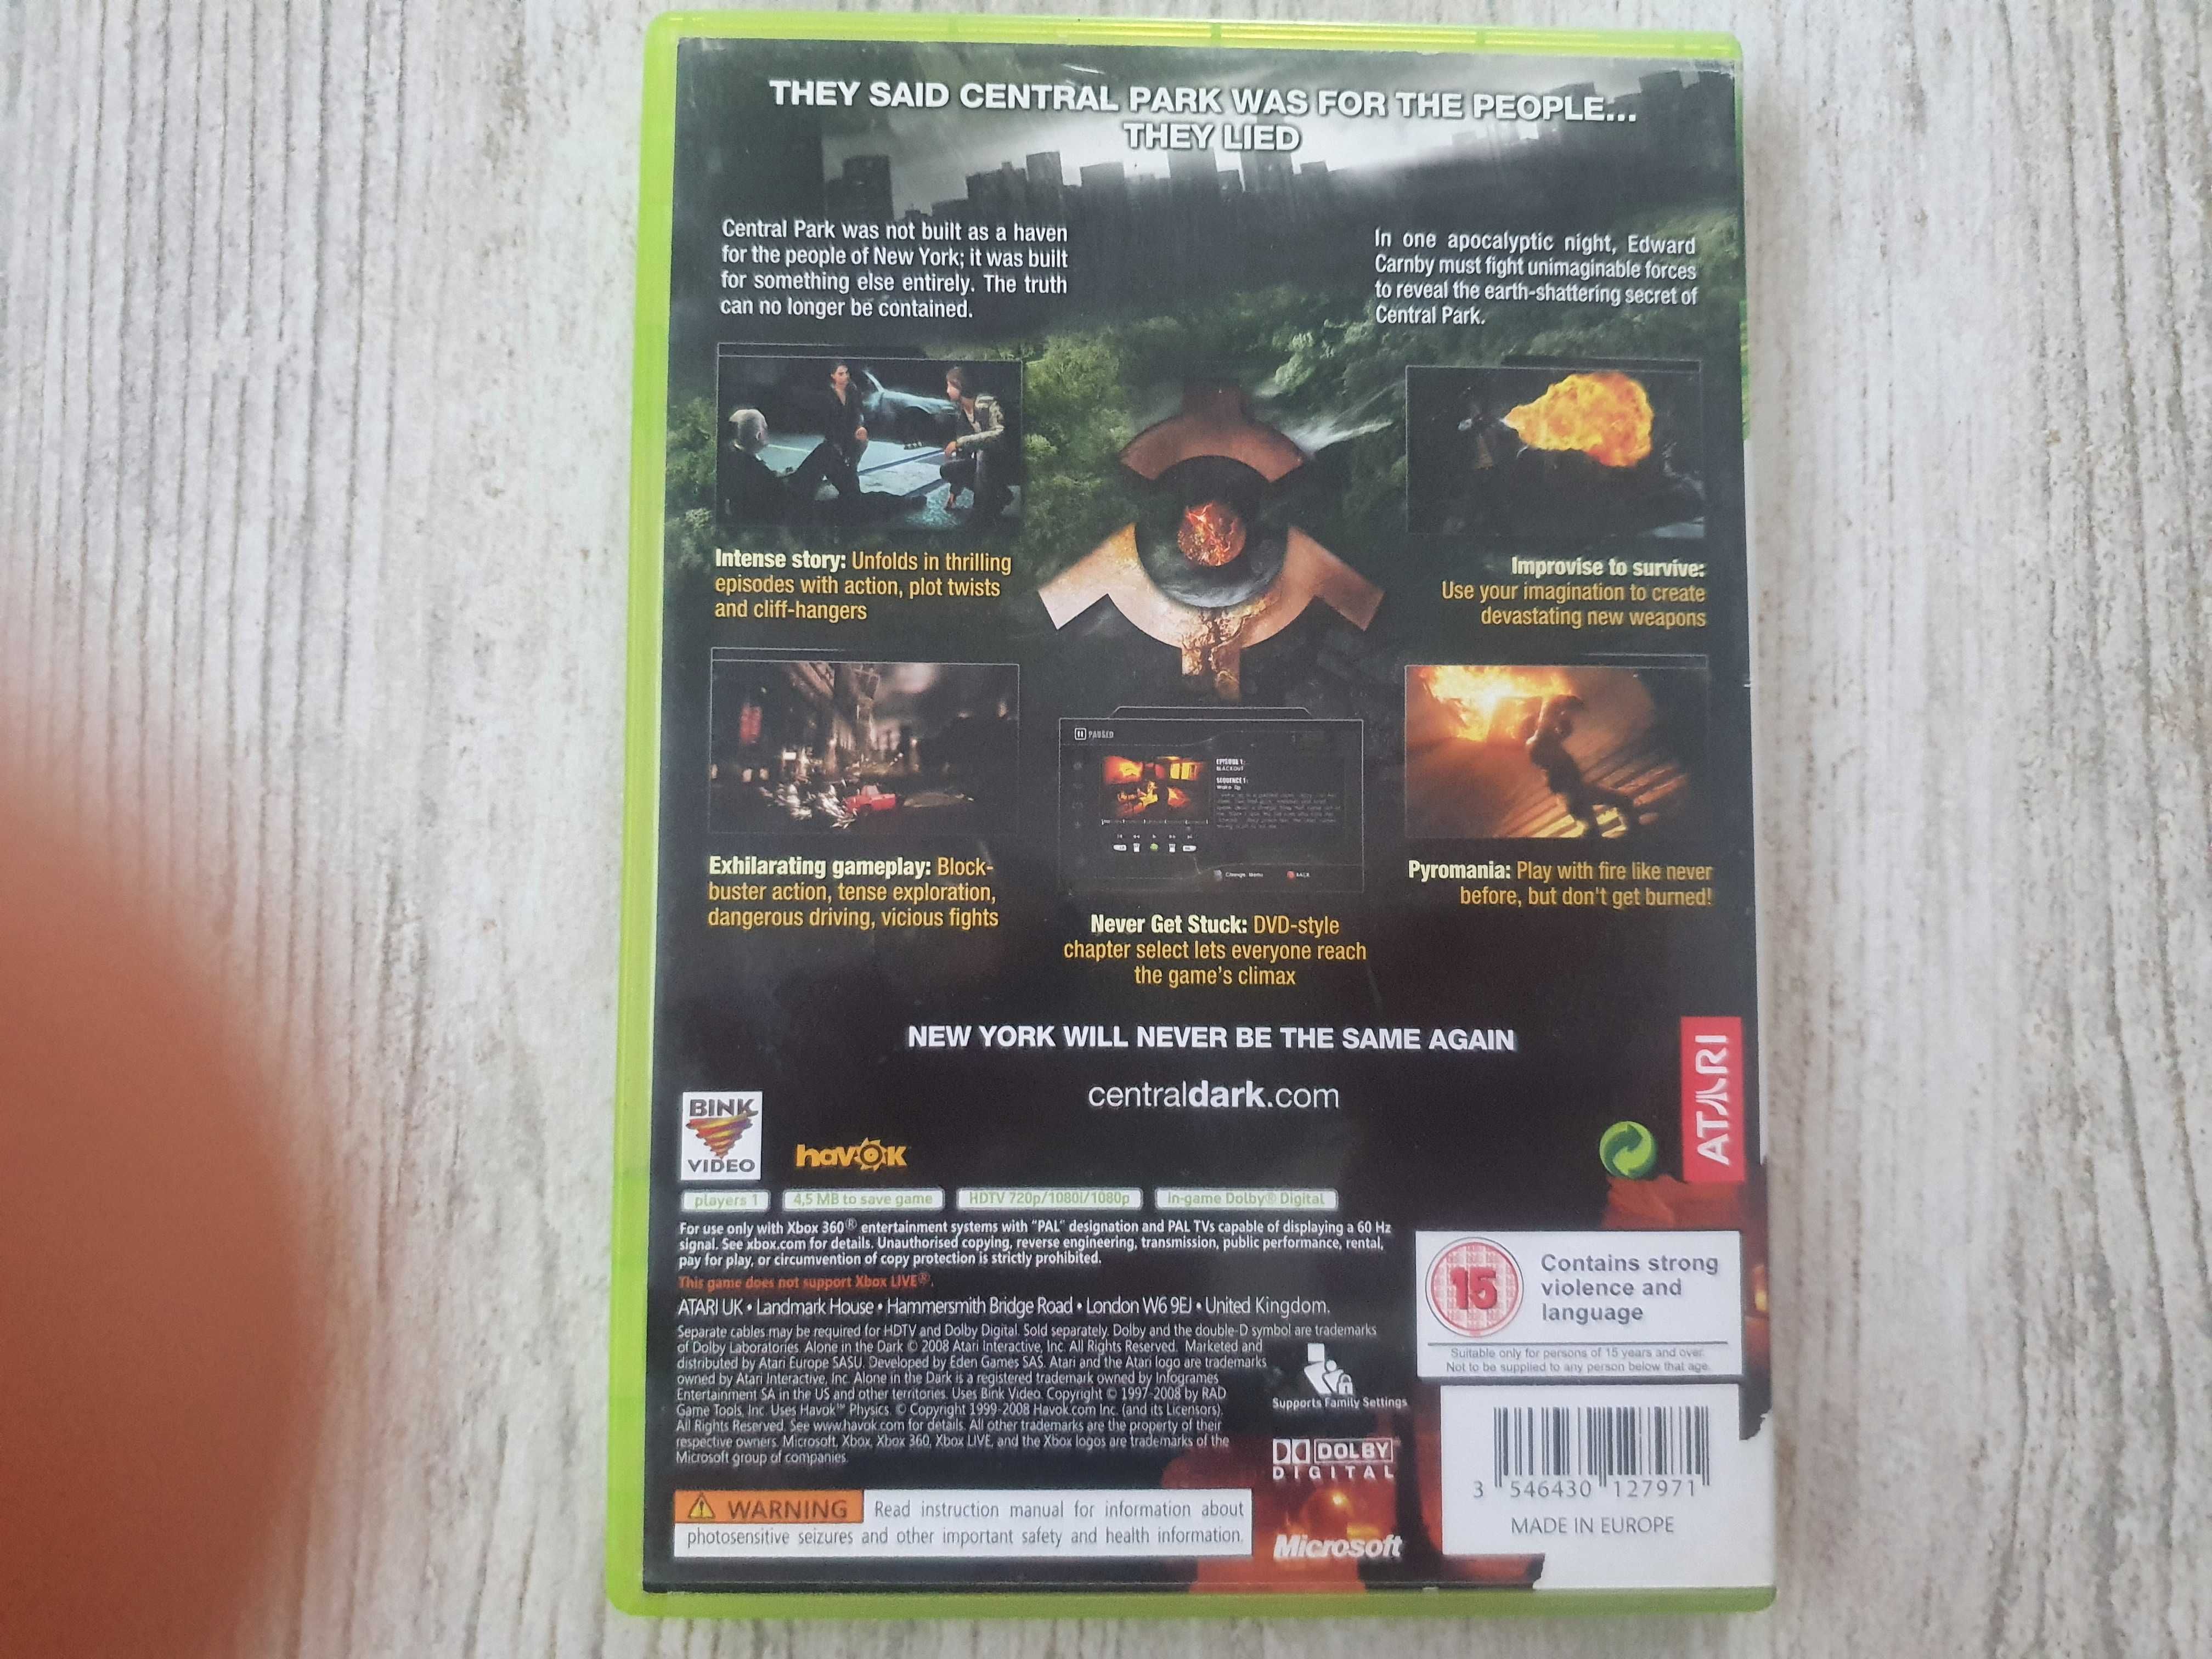 THEY SAID CENTRAL PARK WAS FOR THE PEOPLE...
THEY LIED
Central Park was not built as a haven
for the people of New York; it was built
for something else entirely. The truth
can no longer be contained.
In one apocalyptic night, Edward
Carnby must fight unimaginable forces
to reveal the earth-shattering secret of
Central Park.
Intense story: Unfolds in thrilling
episodes with action, plot twists
and cliff-hangers
Improvise to survive:
Use your imagination to create
devastating new weapons
PAUSED
EPISODE 1:
BLACKOUT
SEQUENCE 1:
Wake Up
Change Menu
BACK
Exhilarating gameplay: Block-
buster action, tense exploration,
dangerous driving, vicious fights
Never Get Stuck: DVD-style
chapter select lets everyone reach
the game's climax
Pyromania: Play with fire like never
before, but don't get burned!
NEW YORK WILL NEVER BE THE SAME AGAIN
centraldark.com
ATARI
BINK
VIDEO
havok
players 1
4,5 MB to save game
HDTV 720p/1080i/1080p
in-game Dolby® Digital
For use only with Xbox 360® entertainment systems with "PAL" designation and PAL TVs capable of displaying a 60 Hz
signal. See xbox.com for details. Unauthorised copying, reverse engineering, transmission, public performance, rental,
pay for play, or circumvention of copy protection is strictly prohibited.
This game does not support Xbox LIVE®.
ATARI UK • Landmark House • Hammersmith Bridge Road • London W6 9EJ • United Kingdom.
Separate cables may be required for HDTV and Dolby Digital. Sold separately. Dolby and the double-D symbol are trademarks
of Dolby Laboratories. Alone in the Dark © 2008 Atari Interactive, Inc. All Rights Reserved. Marketed and
distributed by Atari Europe SASU. Developed by Eden Games SAS. Atari and the Atari logo are trademarks
owned by Atari Interactive, Inc. Alone in the Dark is a registered trademark owned by Infogrames
Entertainment SA in the US and other territories. Uses Bink Video. Copyright © 1997-2008 by RAD
Game Tools, Inc. Uses Havok™ Physics. © Copyright 1999-2008 Havok.com Inc. (and its Licensors).
All Rights Reserved. See www.havok.com for details. All other trademarks are the property of their
respective owners. Microsoft, Xbox, Xbox 360, Xbox LIVE, and the Xbox logos are trademarks of the
Microsoft group of companies.
Supports Family Settings
DOLBY
DIGITAL
Microsoft
15
Contains strong
violence and
language
Suitable only for persons of 15 years and over.
Not to be supplied to any person below that age.
3 546430 127971
MADE IN EUROPE
WARNING Read instruction manual for information about
photosensitive seizures and other important safety and health information.